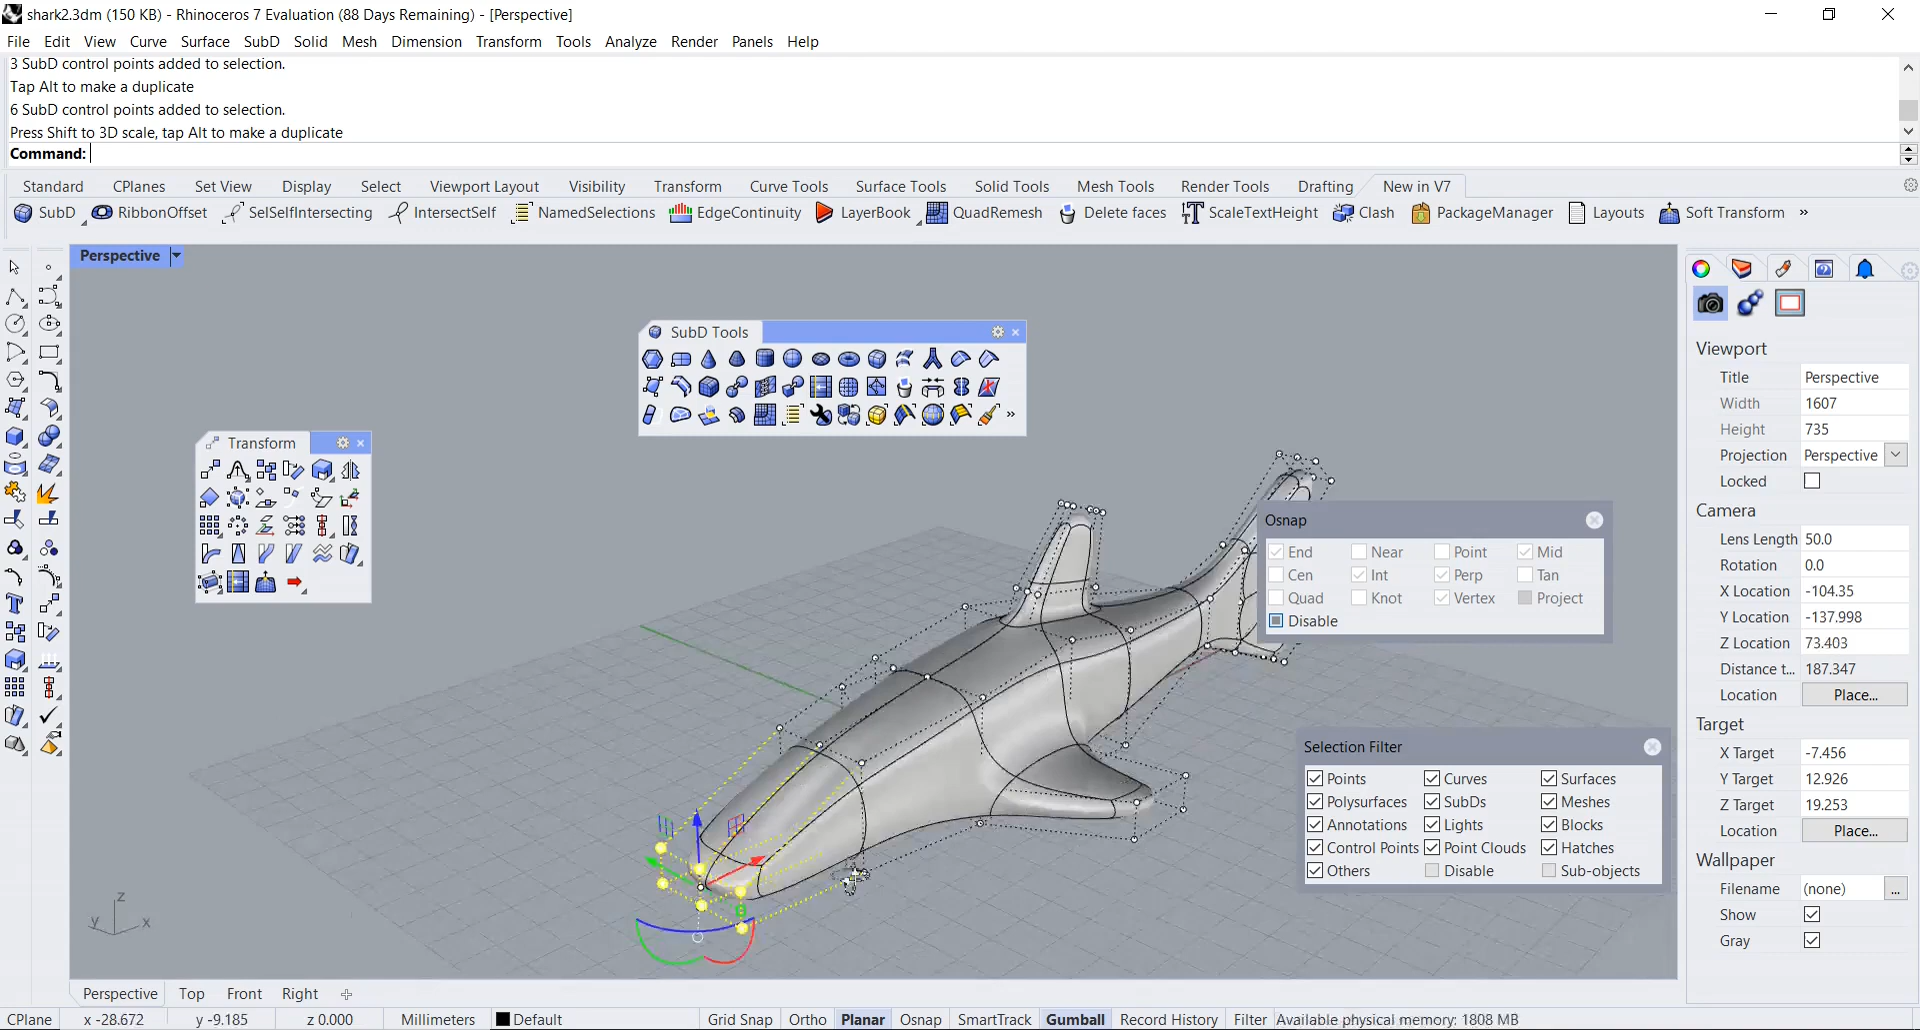 shark2.3dm (150 KB) - Rhinoceros 7 Evaluation (88 Days Remaining) - [Perspective]
File Edit View Curve Surface SubD Solid Mesh Dimension Transform Tools Analyze Render Panels Help
3 SubD control points added to selection.
Tap Alt to make a duplicate
6 SubD control points added to selection.
Press Shift to 3D scale, tap Alt to make a duplicate
Command:
Standard CPlanes Set View Display Select Viewport Layout Visibility Transform Curve Tools Surface Tools Solid Tools Mesh Tools Render Tools Drafting New in V7
SubD RibbonOffset SelSelfIntersecting IntersectSelf NamedSelections EdgeContinuity LayerBook QuadRemesh Delete faces ScaleTextHeight Clash PackageManager Layouts Soft Transform »
Perspective
SubD Tools
»
Transform
Osnap
End Near Point Mid
Cen Int Perp Tan
Quad Knot Vertex Project
Disable
Selection Filter
Points Curves Surfaces
Polysurfaces SubDs Meshes
Annotations Lights Blocks
Control Points Point Clouds Hatches
Others Disable Sub-objects
z
y x
Viewport
Title Perspective
Width 1607
Height 735
Projection Perspective
Locked
Camera
Lens Length 50.0
Rotation 0.0
X Location -104.35
Y Location -137.998
Z Location 73.403
Distance t... 187.347
Location Place...
Target
X Target -7.456
Y Target 12.926
Z Target 19.253
Location Place...
Wallpaper
Filename (none) ...
Show
Gray
Perspective Top Front Right
CPlane x -28.672 y -9.185 z 0.000 Millimeters Default Grid Snap Ortho Planar Osnap SmartTrack Gumball Record History Filter Available physical memory: 1808 MB